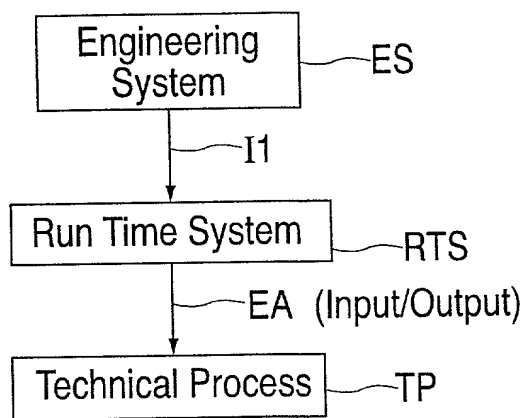 Engineering
System
ES
I1
Run Time System
RTS
EA (Input/Output)
Technical Process
TP